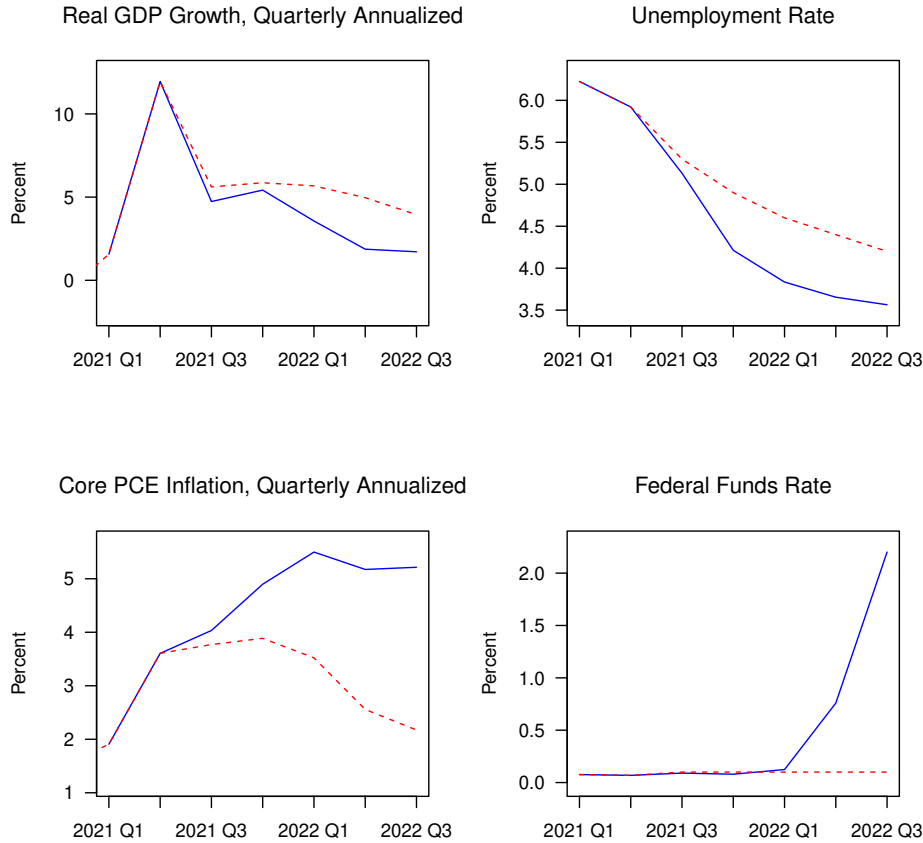 Real GDP Growth, Quarterly Annualized
Percent
10
5
0
2021 Q1 2021 Q3 2022 Q1 2022 Q3
Unemployment Rate
Percent
6.0
5.5
5.0
4.5
4.0
3.5
2021 Q1 2021 Q3 2022 Q1 2022 Q3
Core PCE Inflation, Quarterly Annualized
Percent
5
4
3
2
1
2021 Q1 2021 Q3 2022 Q1 2022 Q3
Federal Funds Rate
Percent
2.0
1.5
1.0
0.5
0.0
2021 Q1 2021 Q3 2022 Q1 2022 Q3